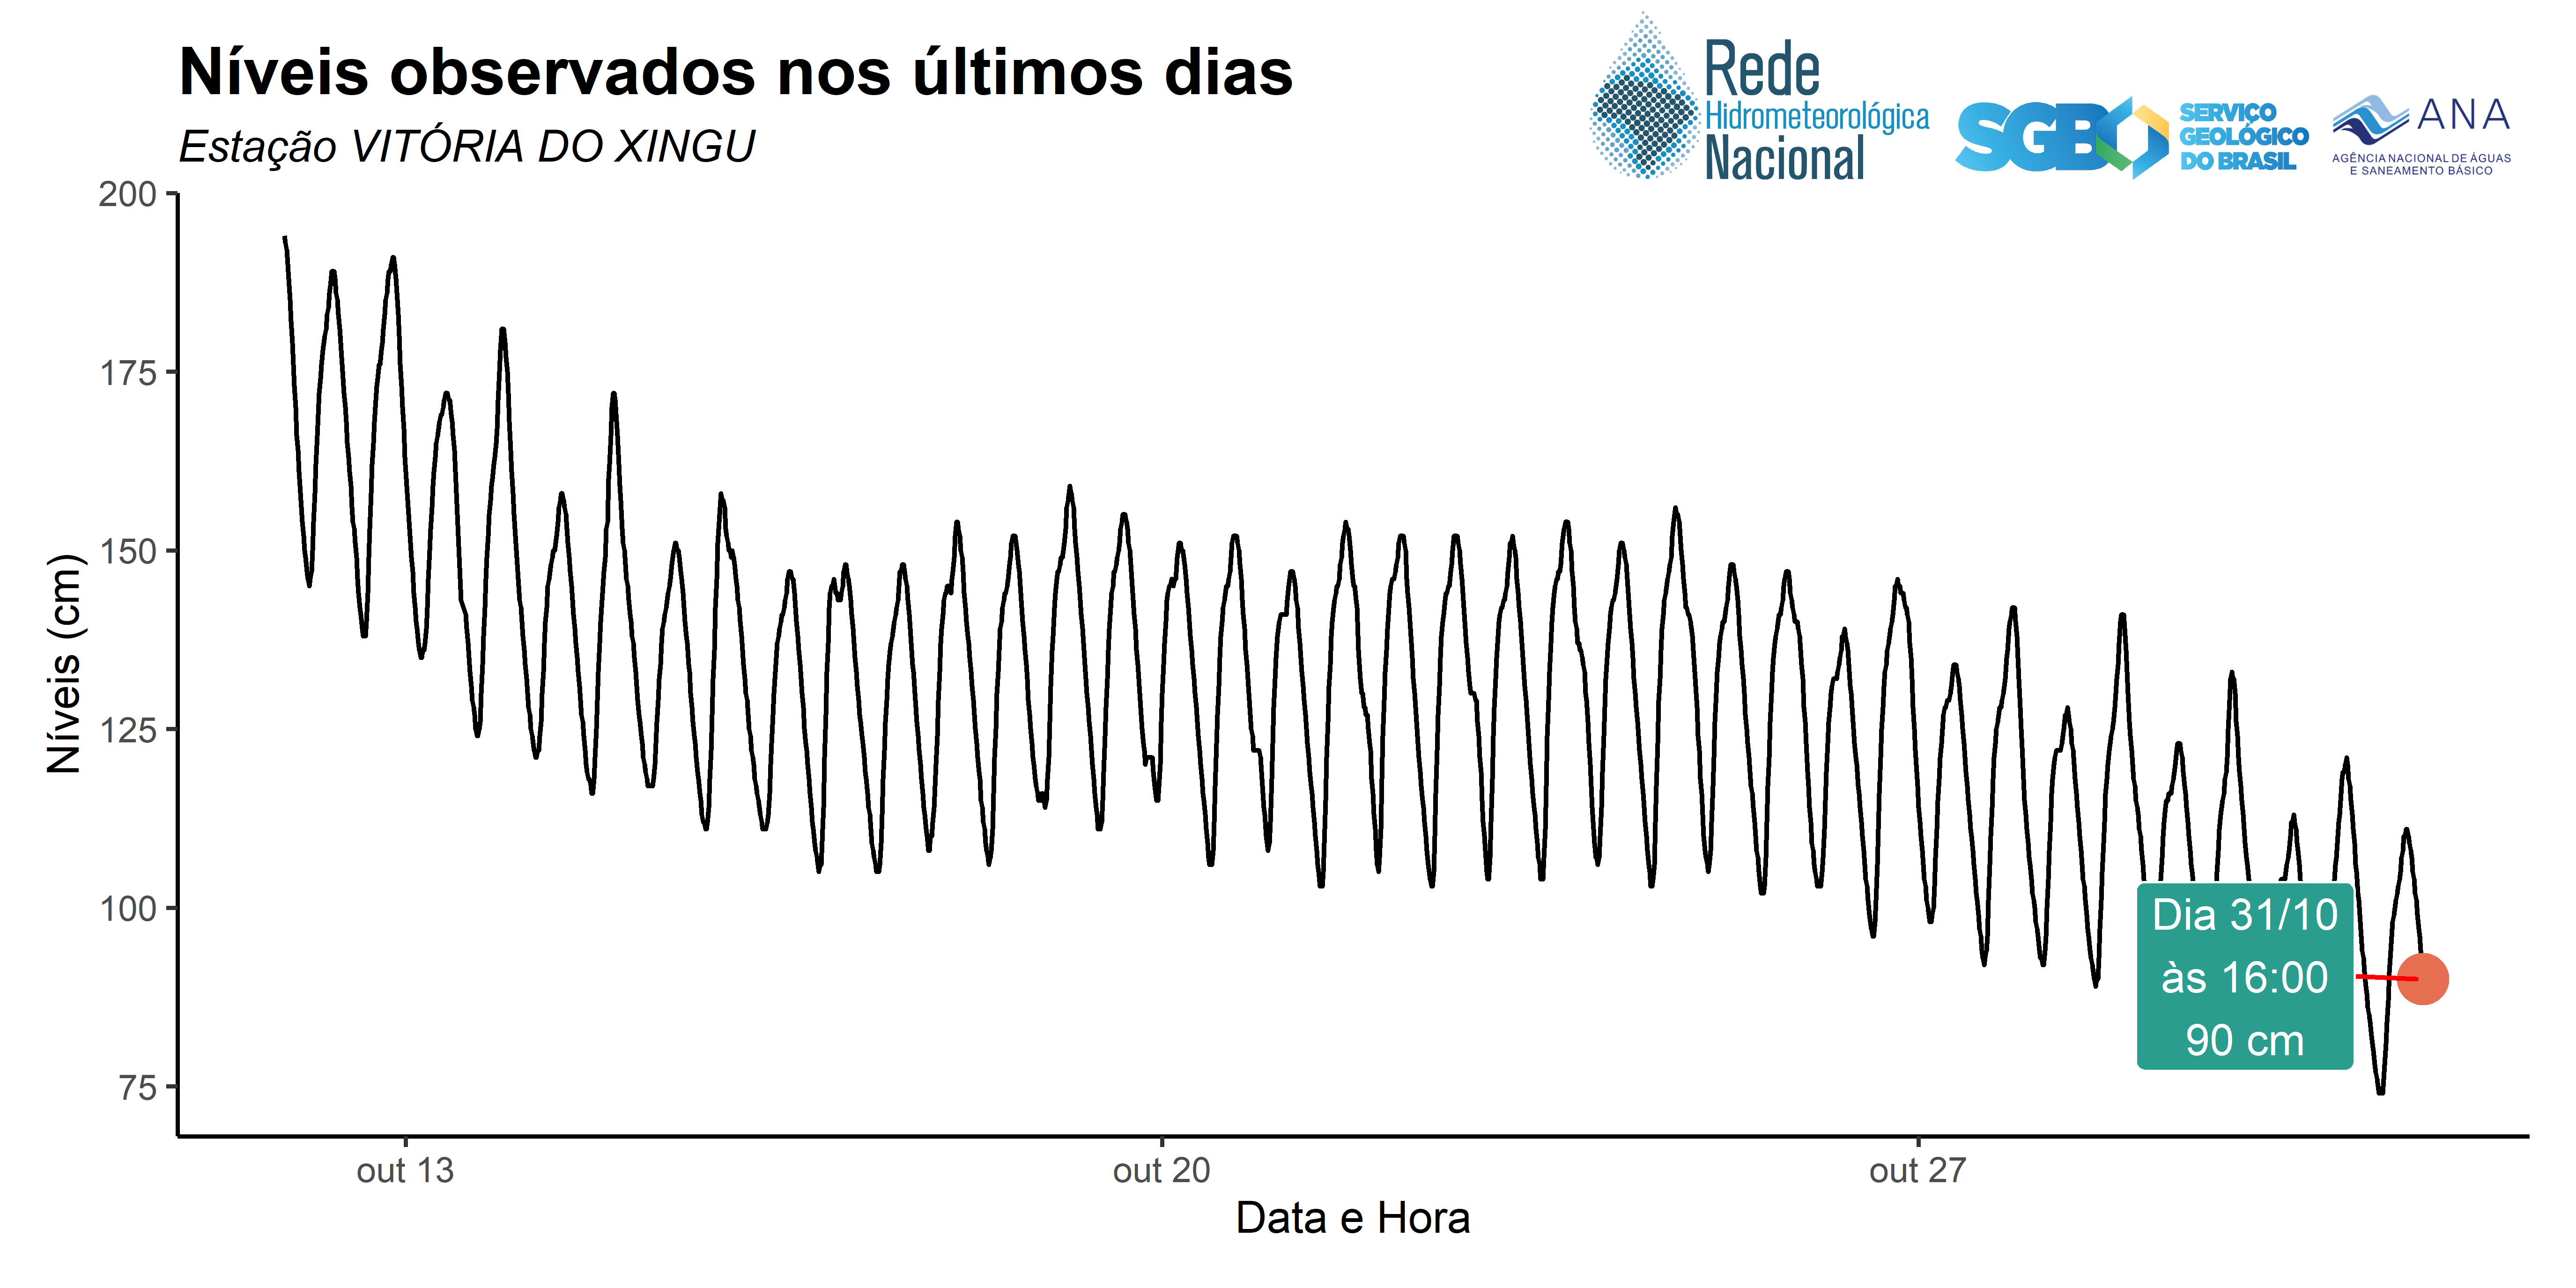 Níveis observados nos últimos dias
Estação VITÓRIA DO XINGU
Rede
Hidrometeorológica
Nacional
SGB
SERVIÇO
GEOLÓGICO
DO BRASIL
ANA
AGÊNCIA NACIONAL DE ÁGUAS
E SANEAMENTO BÁSICO
Níveis (cm)
200
175
150
125
100
75
Dia 31/10
às 16:00
90 cm
out 13
out 20
out 27
Data e Hora